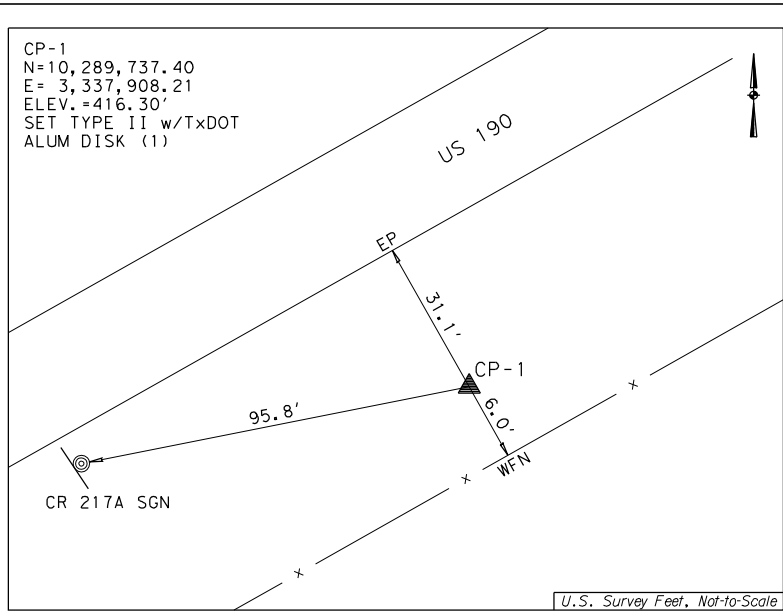 CP-1
N=10,289,737.40
E= 3,337,908.21
ELEV.=416.30'
SET TYPE II w/TxDOT
ALUM DISK (1)
US 190
EP
31.1'
CP-1
6.0'
95.8'
WFN
x
x
x
CR 217A SGN
U.S. Survey Feet, Not-to-Scale